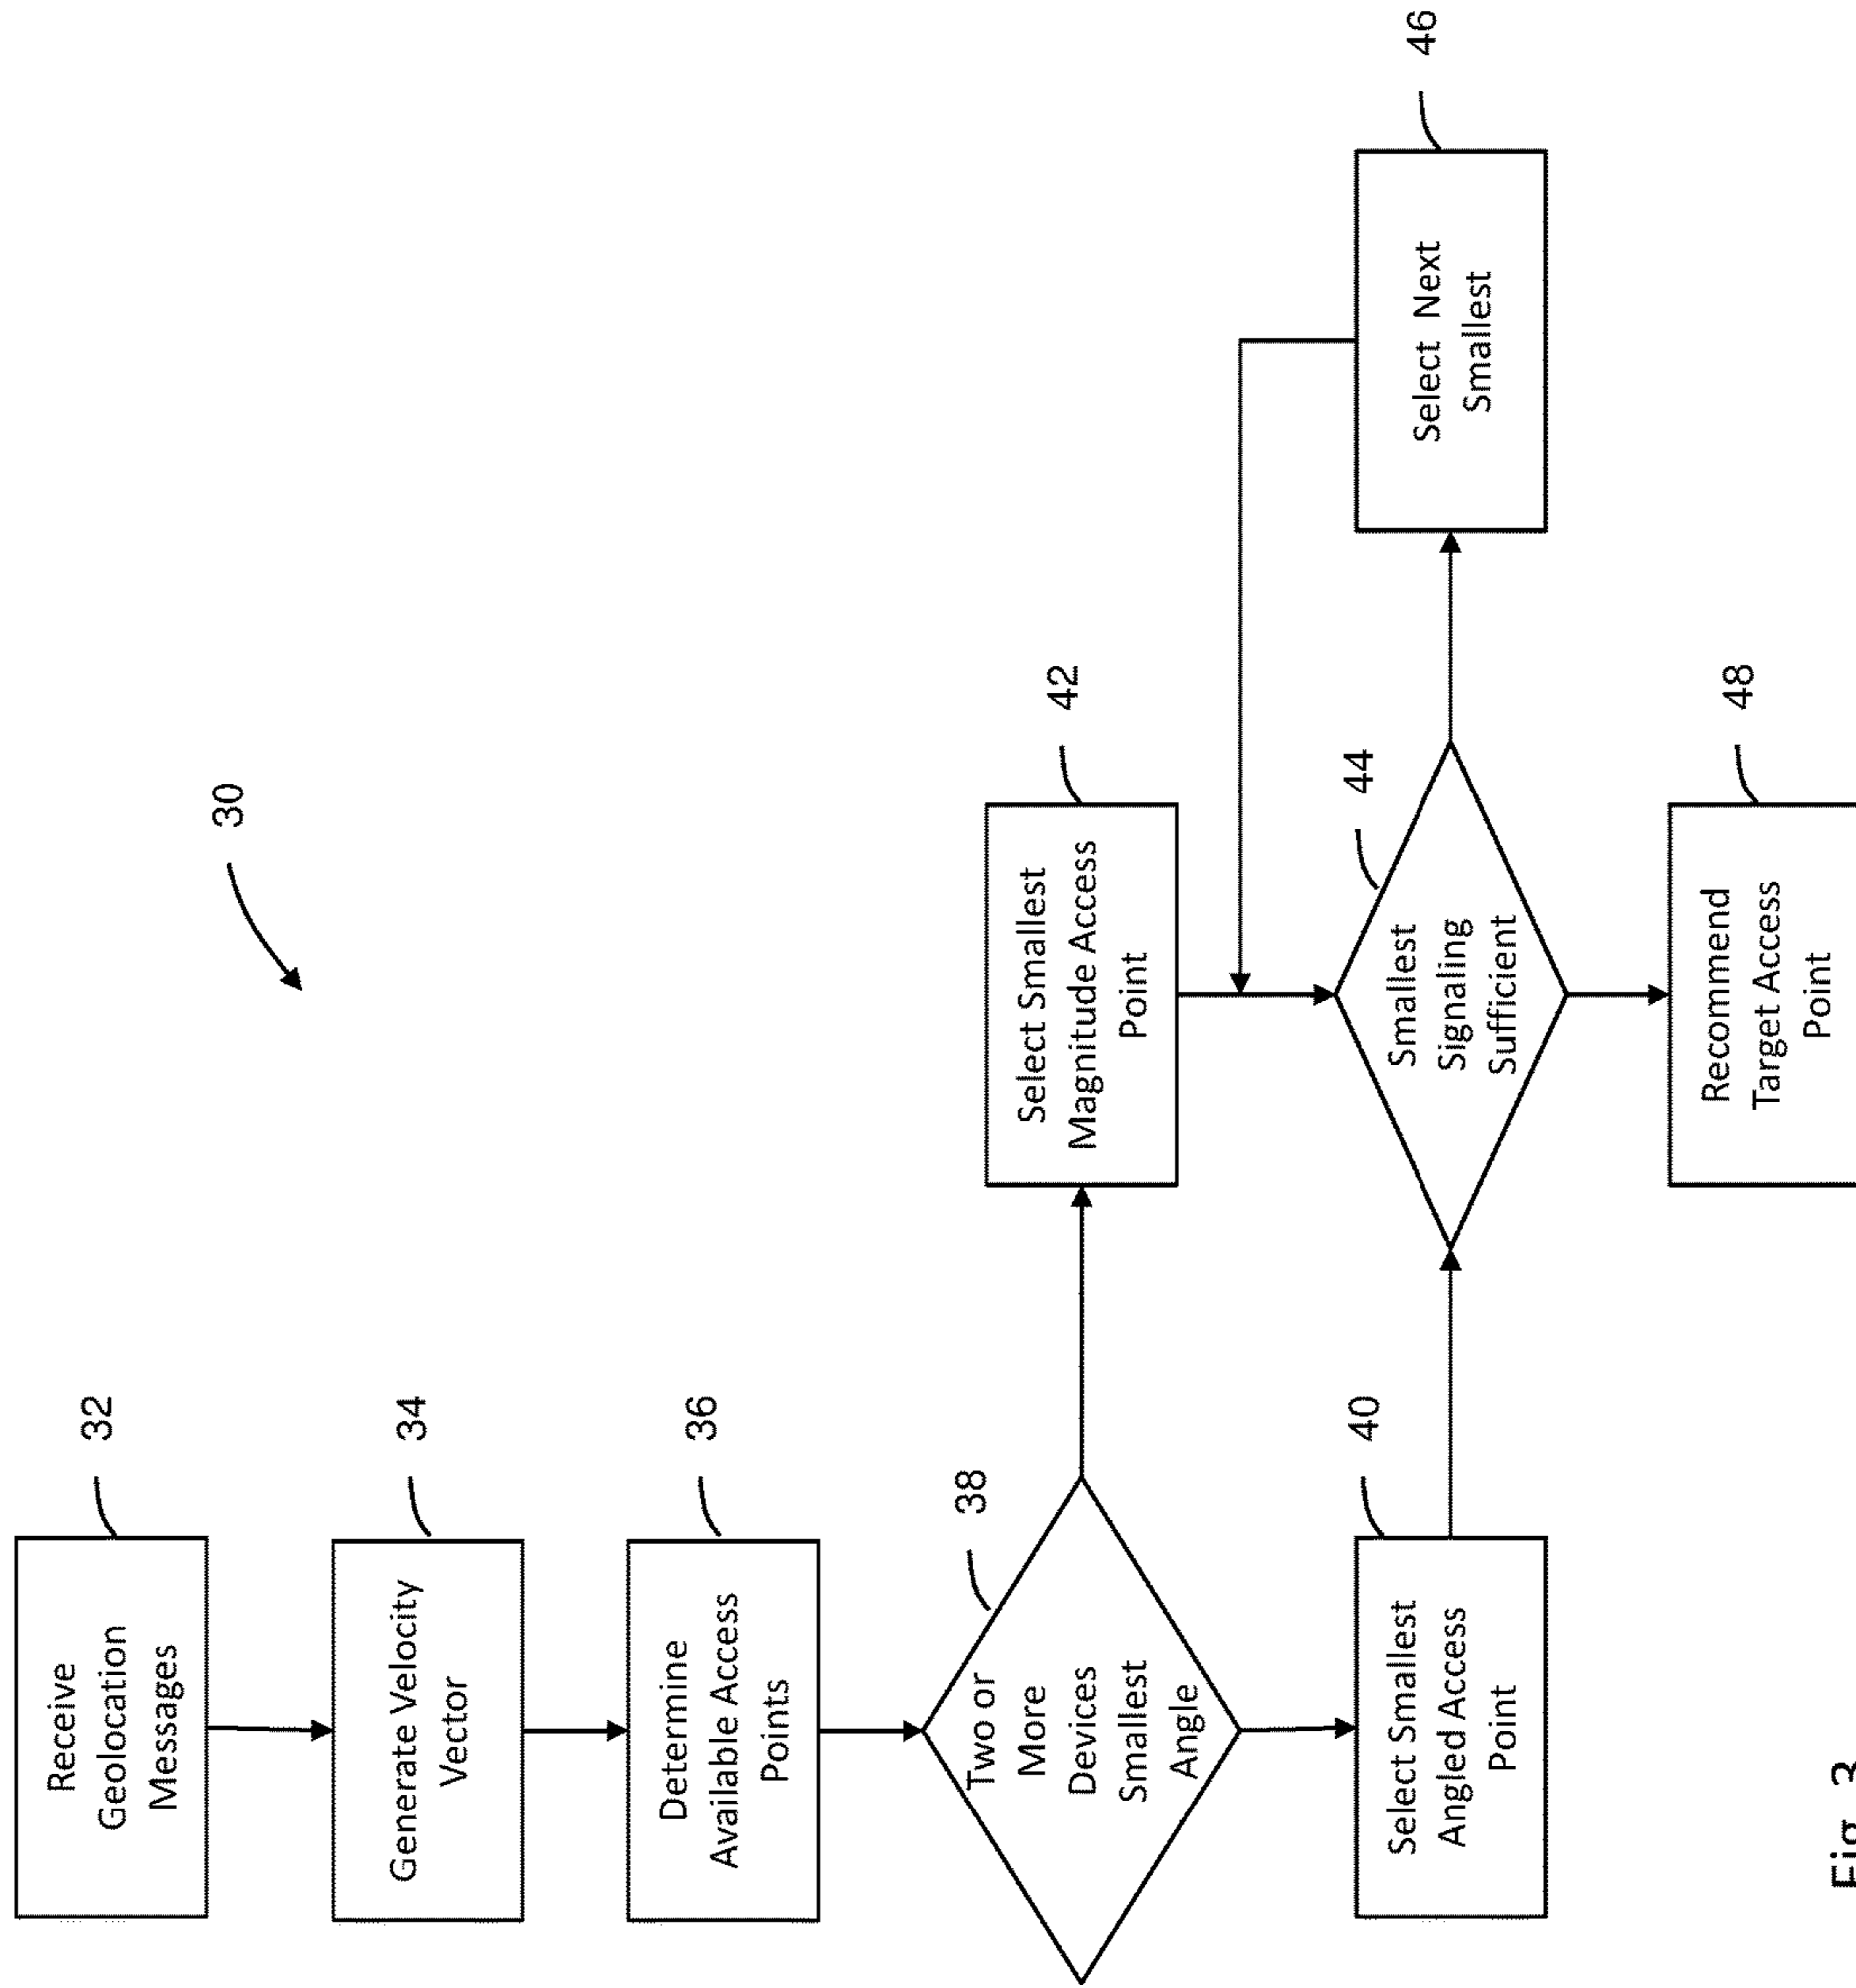 30
32
Receive
Geolocation
Messages
34
Generate Velocity
Vector
36
Determine
Available Access
Points
38
Two or
More
Devices
Smallest
Angle
42
Select Smallest
Magnitude Access
Point
40
Select Smallest
Angled Access
Point
44
Smallest
Signaling
Sufficient
46
Select Next
Smallest
48
Recommend
Target Access
Point
Fig. 3